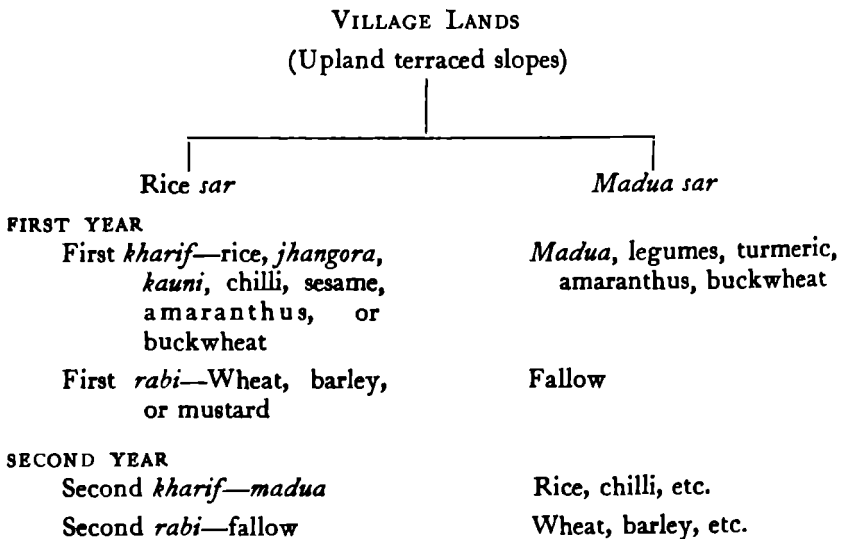 VILLAGE LANDS
(Upland terraced slopes)
Rice sar
Madua sar
FIRST YEAR
First kharif—rice, jhangora,
kauni, chilli, sesame,
amaranthus, or
buckwheat
Madua, legumes, turmeric,
amaranthus, buckwheat
First rabi—Wheat, barley,
or mustard
Fallow
SECOND YEAR
Second kharif—madua
Rice, chilli, etc.
Second rabi—fallow
Wheat, barley, etc.